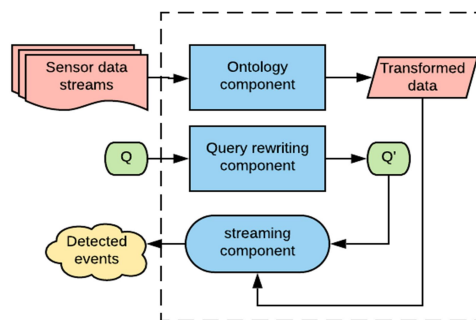 Sensor data
streams
Ontology
component
Transformed
data
Q
Query rewriting
component
Q'
Detected
events
streaming
component